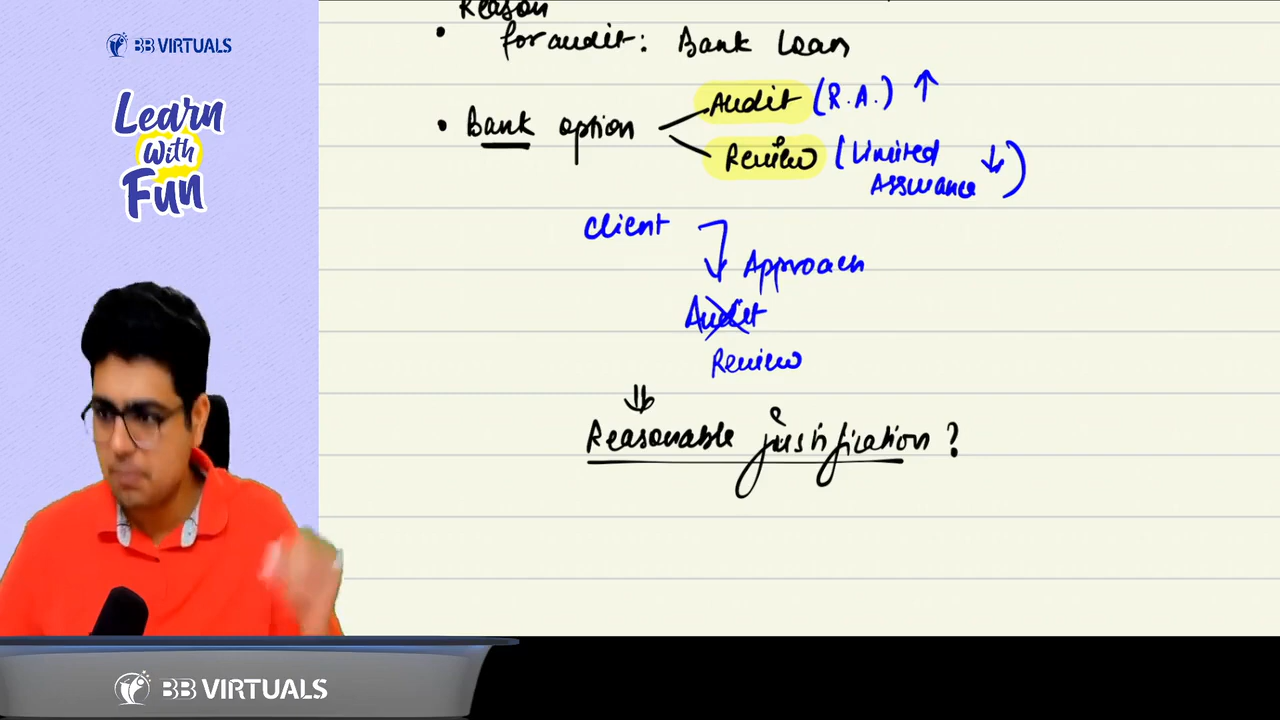 BB VIRTUALS
Learn
With
Fun
Reason
• for audit: Bank Loan
• Bank option
Audit (R.A.) ↑
Review (Limited
Assurance ↓)
Client
Approach
Audit
Review
⇓
Reasonable justification?
BB VIRTUALS